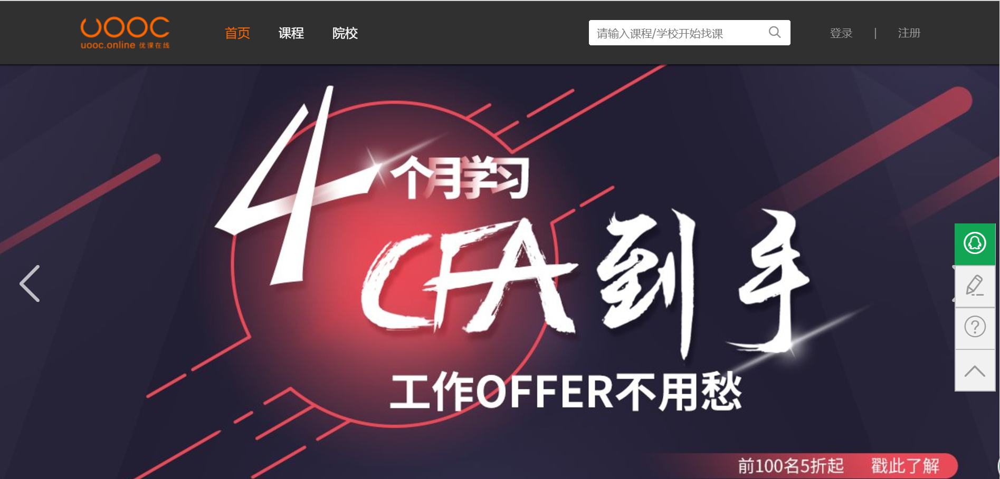 UOOC
uooc.online 优课在线
首页 课程 院校
请输入课程/学校开始找课
登录 | 注册
4个月学习
CFA到手
工作OFFER不用愁
前100名5折起 戳此了解